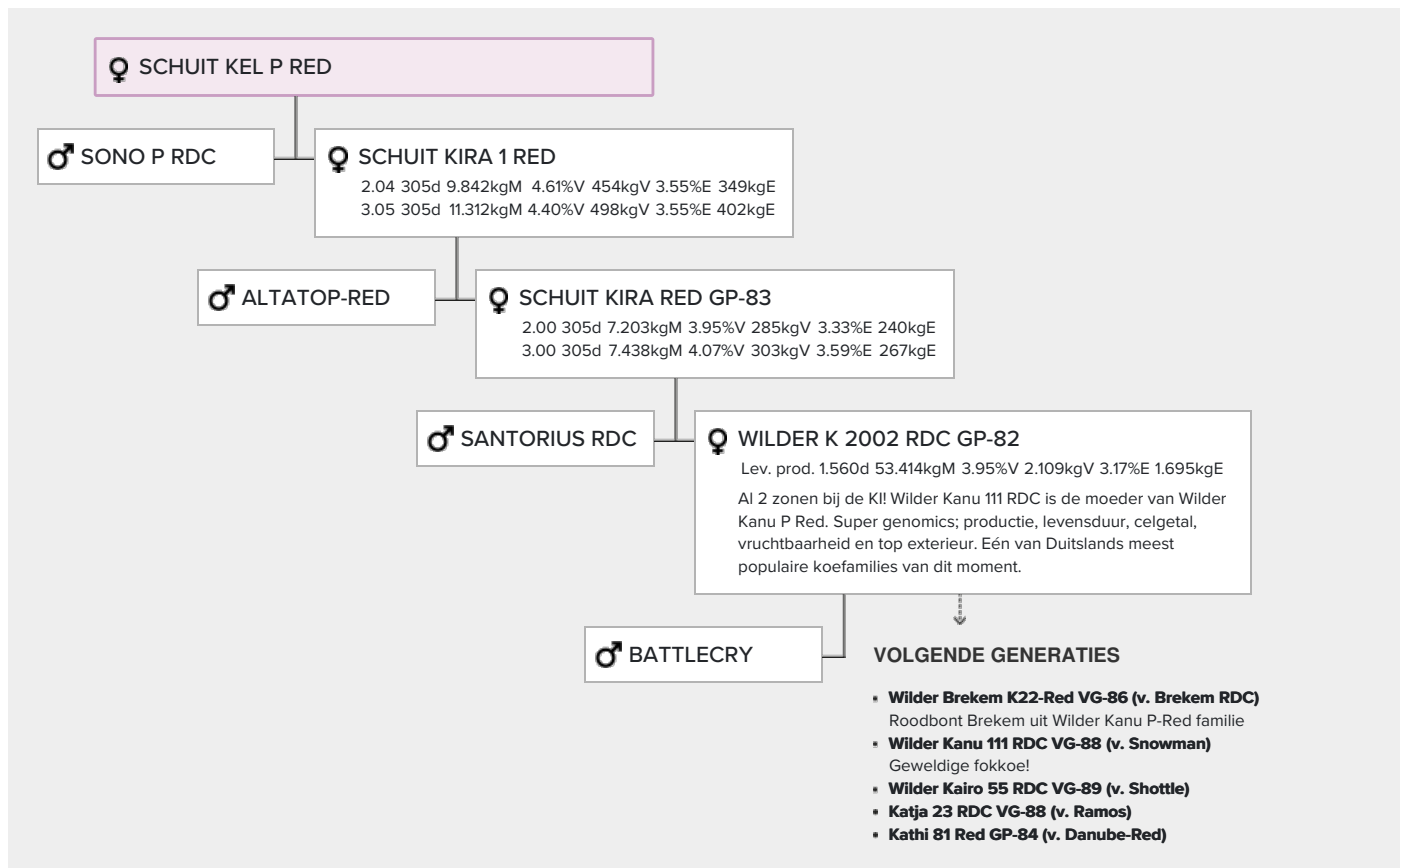 SCHUIT KEL P RED
SONO P RDC
SCHUIT KIRA 1 RED
2.04 305d 9.842kgM 4.61%V 454kgV 3.55%E 349kgE
3.05 305d 11.312kgM 4.40%V 498kgV 3.55%E 402kgE
ALTATOP-RED
SCHUIT KIRA RED GP-83
2.00 305d 7.203kgM 3.95%V 285kgV 3.33%E 240kgE
3.00 305d 7.438kgM 4.07%V 303kgV 3.59%E 267kgE
SANTORIUS RDC
WILDER K 2002 RDC GP-82
Lev. prod. 1.560d 53.414kgM 3.95%V 2.109kgV 3.17%E 1.695kgE
Al 2 zonen bij de KI! Wilder Kanu 111 RDC is de moeder van Wilder
Kanu P Red. Super genomics; productie, levensduur, celgetal,
vruchtbaarheid en top exterieur. Eén van Duitslands meest
populaire koefamilies van dit moment.
BATTLECRY
VOLGENDE GENERATIES
Wilder Brekem K22-Red VG-86 (v. Brekem RDC)
Roodbont Brekem uit Wilder Kanu P-Red familie
Wilder Kanu 111 RDC VG-88 (v. Snowman)
Geweldige fokkoe!
Wilder Kairo 55 RDC VG-89 (v. Shottle)
Katja 23 RDC VG-88 (v. Ramos)
Kathi 81 Red GP-84 (v. Danube-Red)